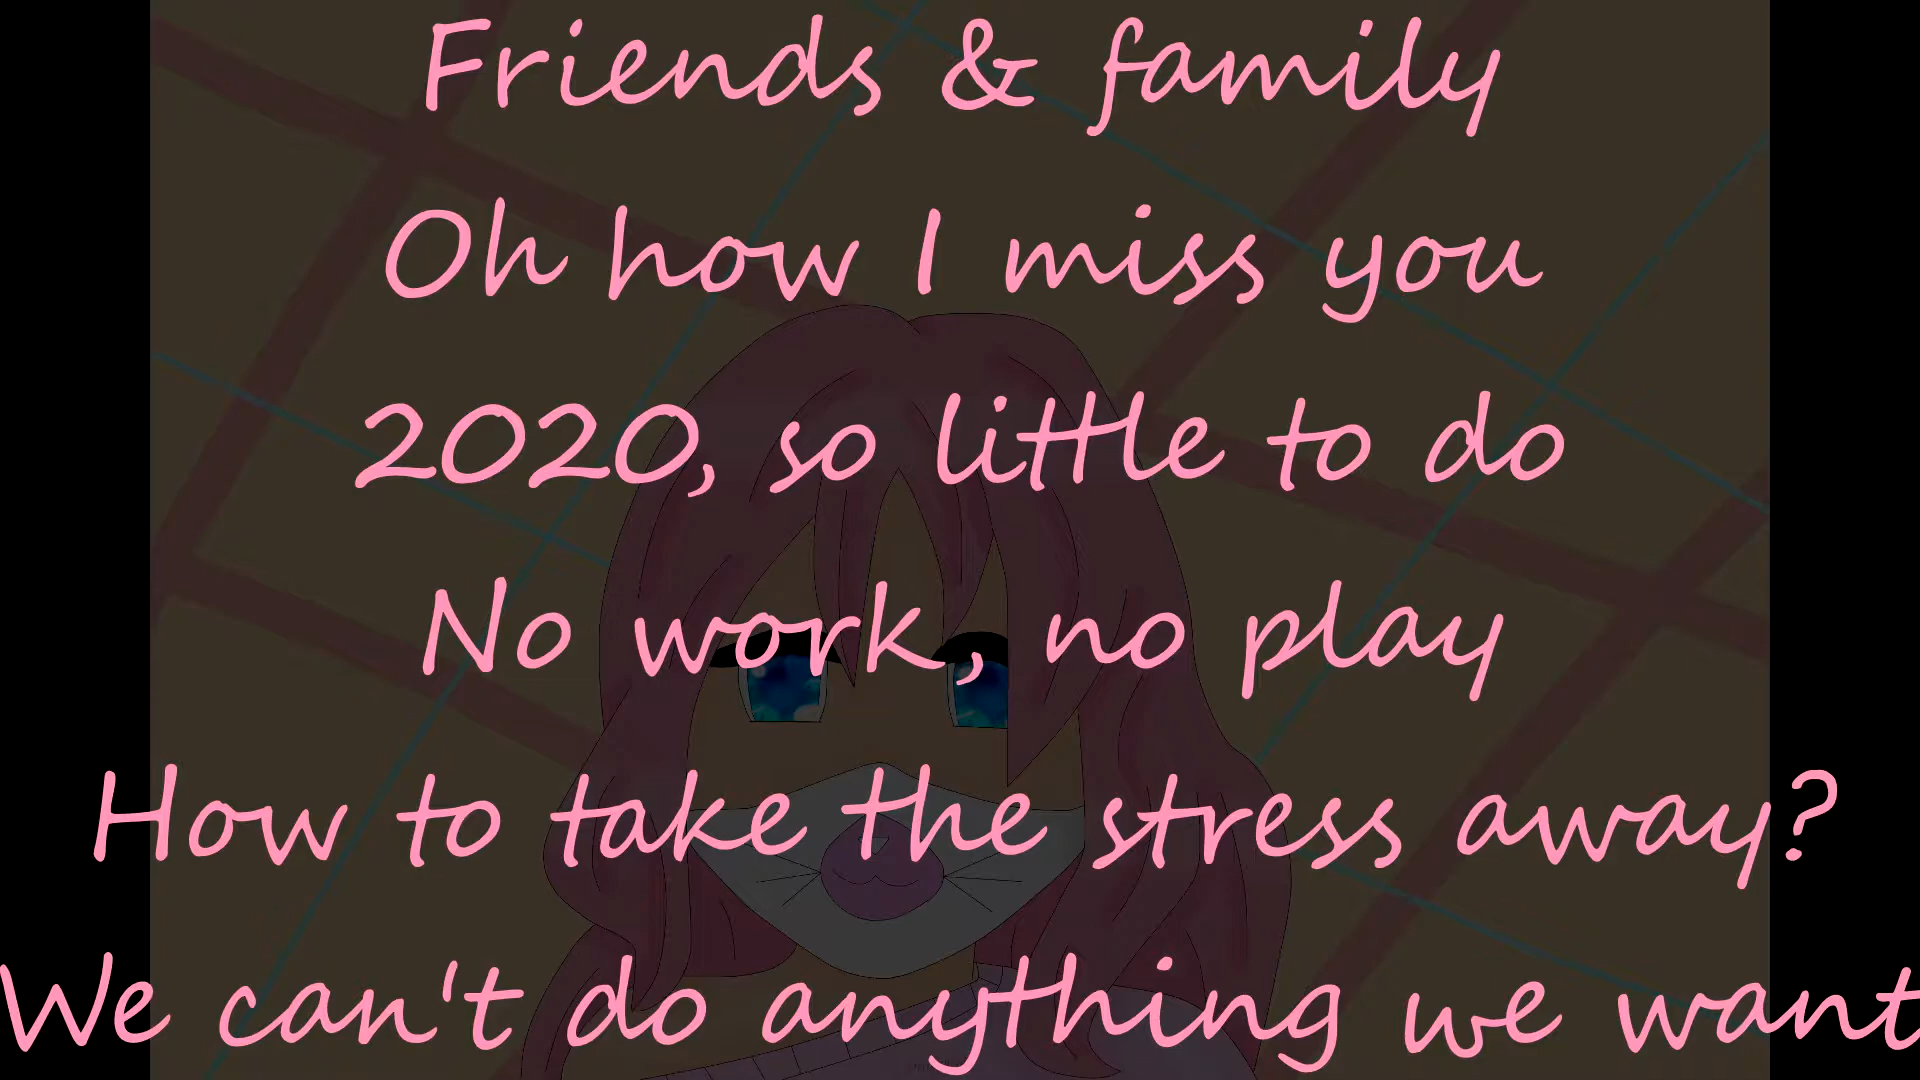 Friends & family
Oh how I miss you
2020, so little to do
No work, no play
How to take the stress away?
We can't do anything we want